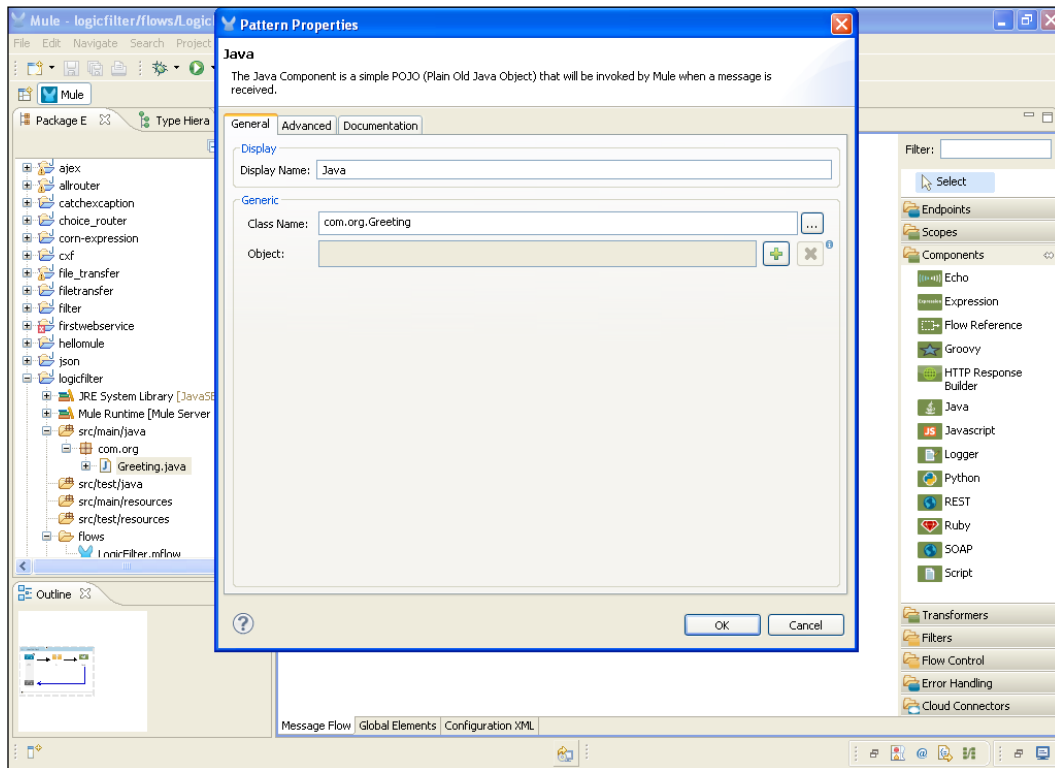 Mule - logicfilter/flows/Logic
File Edit Navigate Search Project
Mule
Package E
Type Hiera
ajex
allrouter
catchexcaption
choice_router
corn-expression
cxf
file_transfer
filetransfer
filter
firstwebservice
hellomule
json
logicfilter
JRE System Library [JavaSE
Mule Runtime [Mule Server
src/main/java
com.org
Greeting.java
src/test/java
src/main/resources
src/test/resources
flows
LogicFilter.mflow
Outline
Pattern Properties
Java
The Java Component is a simple POJO (Plain Old Java Object) that will be invoked by Mule when a message is
received.
General Advanced Documentation
Display
Display Name: Java
Generic
Class Name: com.org.Greeting ...
Object:
OK Cancel
Message Flow Global Elements Configuration XML
Filter:
Select
Endpoints
Scopes
Components
Echo
Expression
Flow Reference
Groovy
HTTP Response
Builder
Java
JS Javascript
Logger
Python
REST
Ruby
SOAP
Script
Transformers
Filters
Flow Control
Error Handling
Cloud Connectors